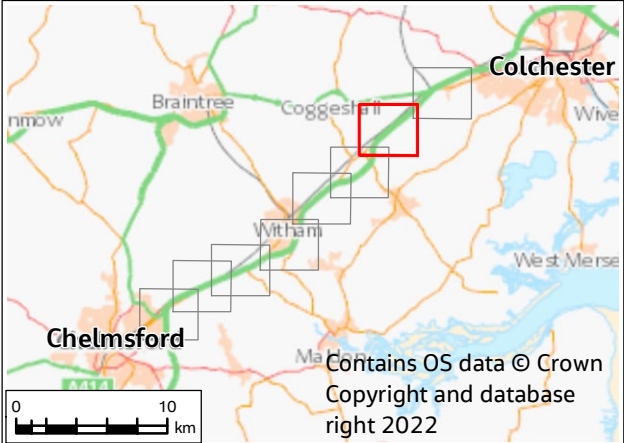 Colchester
Braintree
Coggeshall
nmow
Wive
Witham
West Merse
Chelmsford
A414
Contains OS data © Crown
Copyright and database
right 2022
0 10
km